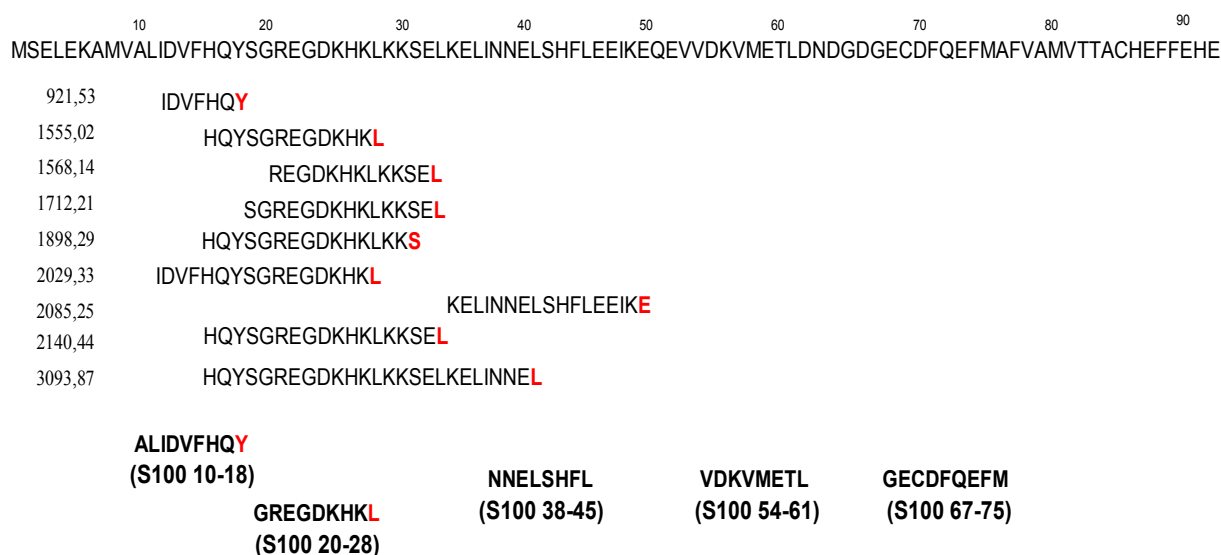 10 20 30 40 50 60 70 80 90
MSELEKAMVALIDVFHQYSGREGDKHKLKKSELKELINNELSHFLEEIKEQEVVDKVMETLDNDGDGECDFQEFMAFVAMVTTACHEFFEHE
921,53 IDVFHQY
1555,02 HQYSGREGDKHKL
1568,14 REGDKHKLKKSEL
1712,21 SGREGDKHKLKKSEL
1898,29 HQYSGREGDKHKLKKS
2029,33 IDVFHQYSGREGDKHKL
2085,25 KELINNELSHFLEEIKE
2140,44 HQYSGREGDKHKLKKSEL
3093,87 HQYSGREGDKHKLKKSELKELINNEL
ALIDVFHQY
(S100 10-18)
NNELSHFL VDKVMETL GECDFQEFM
(S100 38-45) (S100 54-61) (S100 67-75)
GREGDKHKL
(S100 20-28)